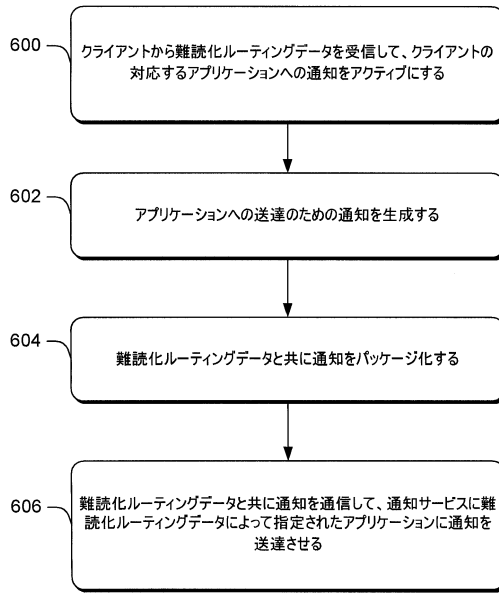 600
クライアントから難読化ルーティングデータを受信して、クライアントの
対応するアプリケーションへの通知をアクティブにする
602
アプリケーションへの送達のための通知を生成する
604
難読化ルーティングデータと共に通知をパッケージ化する
606
難読化ルーティングデータと共に通知を通信して、通知サービスに難
読化ルーティングデータによって指定されたアプリケーションに通知を
送達させる